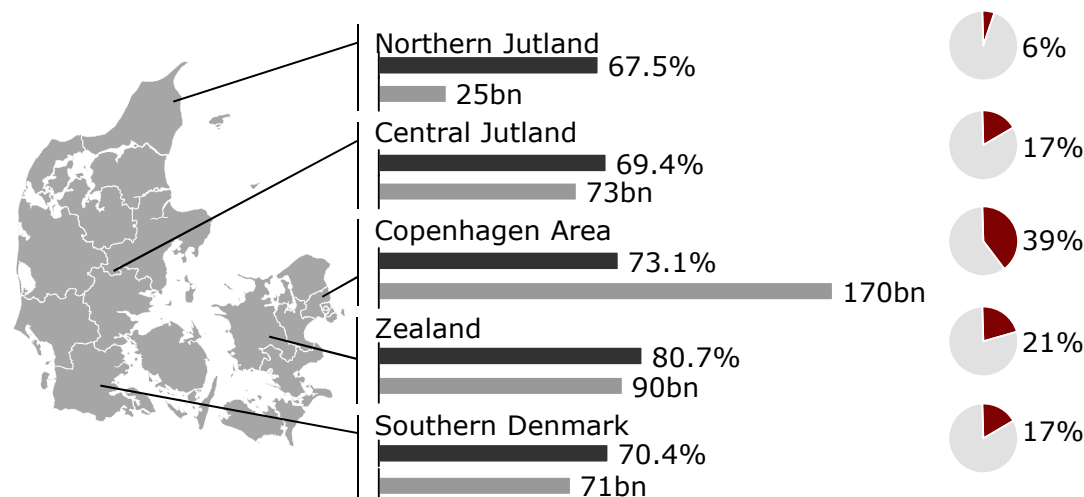 Northern Jutland
67.5%
25bn
6%
Central Jutland
69.4%
73bn
17%
Copenhagen Area
73.1%
170bn
39%
Zealand
80.7%
90bn
21%
Southern Denmark
70.4%
71bn
17%